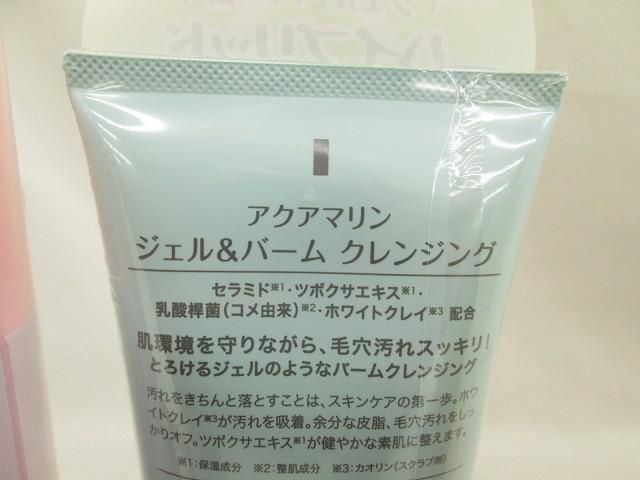 ハイブリッド
アクアマリン
ジェル&バーム クレンジング
セラミド※1・ツボクサエキス※1・
乳酸桿菌(コメ由来)※2・ホワイトクレイ※3 配合
肌環境を守りながら、毛穴汚れスッキリ!
とろけるジェルのようなバームクレンジング
汚れをきちんと落とすことは、スキンケアの第一歩。ホワ
イトクレイ※3が汚れを吸着。余分な皮脂、毛穴汚れをしっ
かりオフ。ツボクサエキス※1が健やかな素肌に整えます。
※1:保湿成分 ※2:整肌成分 ※3:カオリン(スクラブ剤)